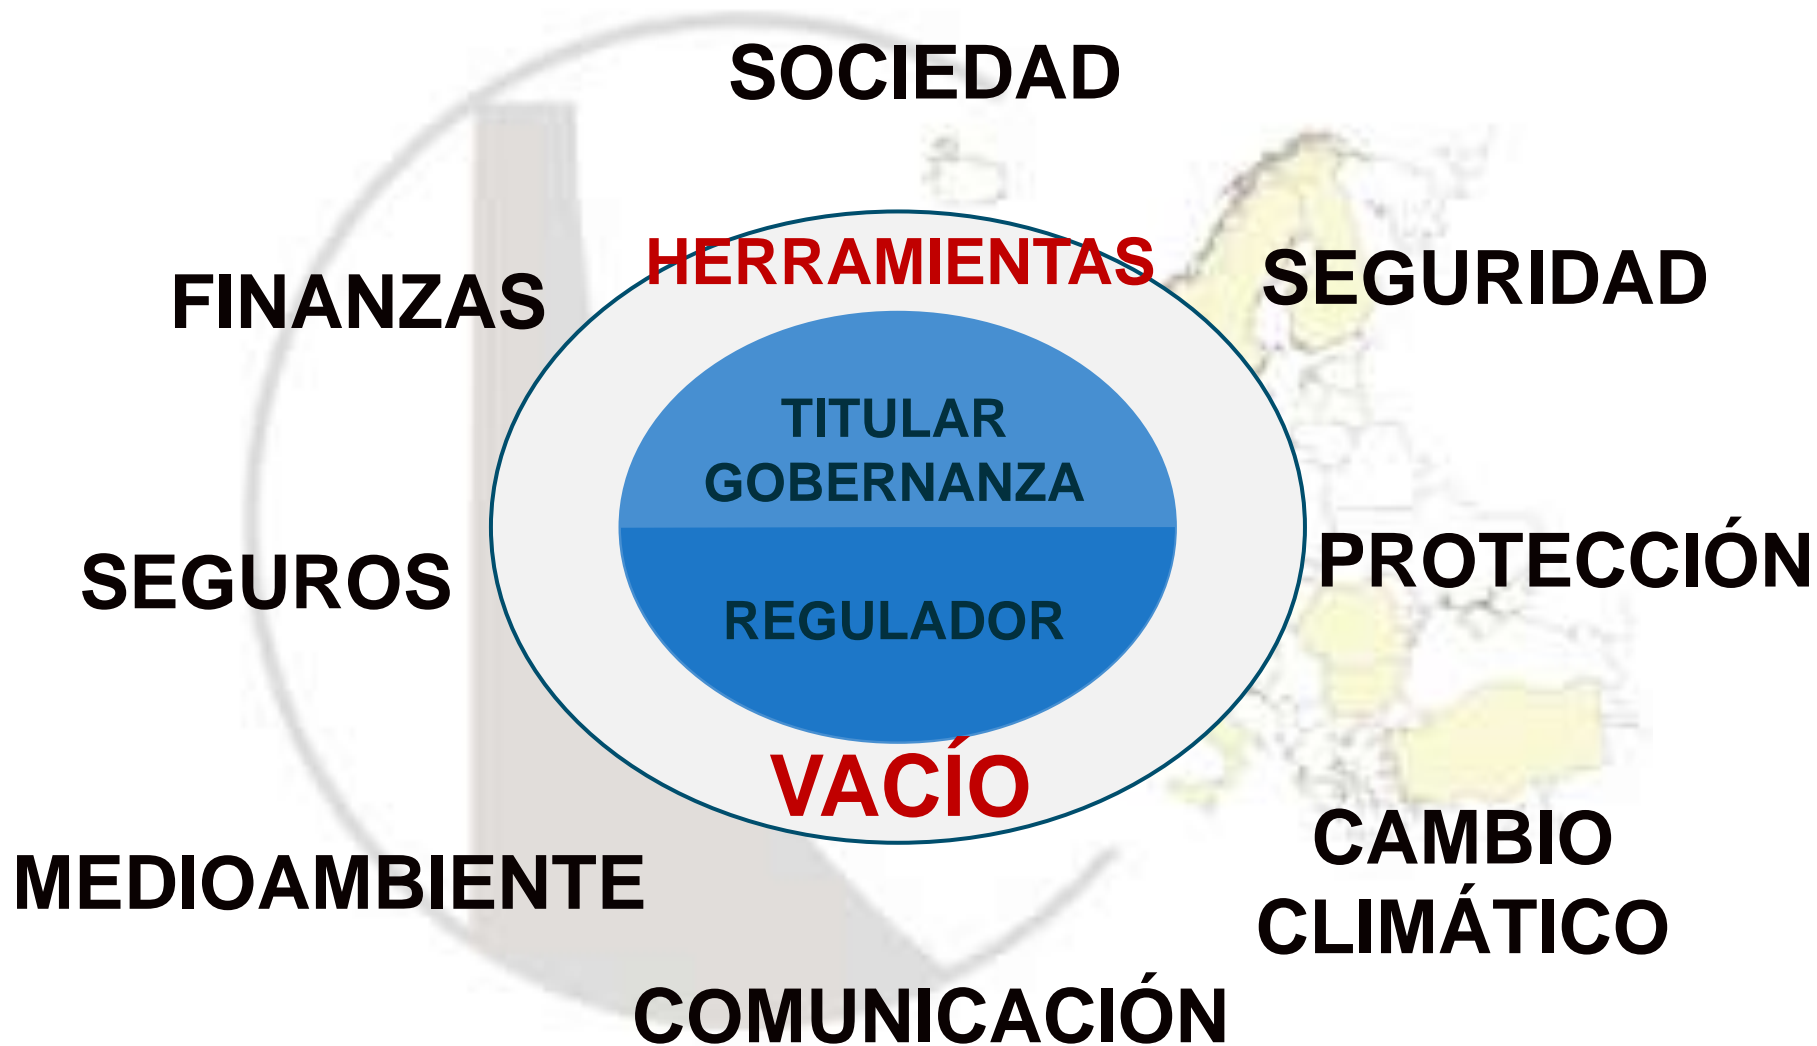 SOCIEDAD
HERRAMIENTAS
SEGURIDAD
FINANZAS
TITULAR
GOBERNANZA
PROTECCIÓN
SEGUROS
REGULADOR
VACÍO
CAMBIO
CLIMÁTICO
MEDIOAMBIENTE
COMUNICACIÓN